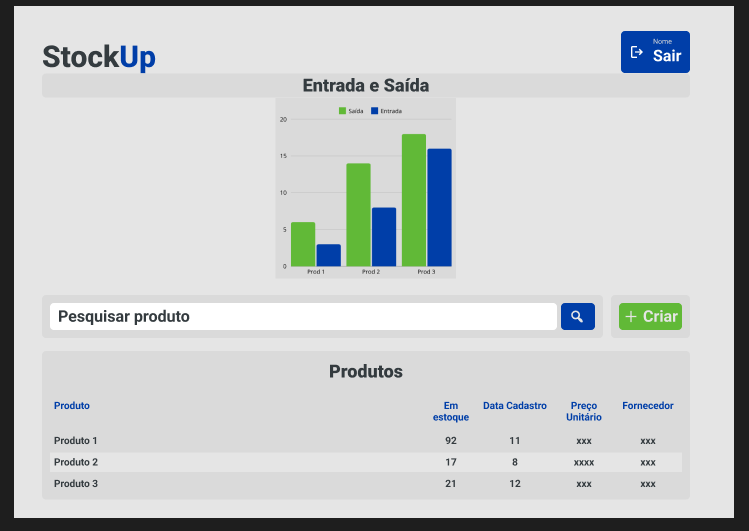 StockUp
Nome
Sair
Entrada e Saída
Saída Entrada
20
15
10
5
0
Prod 1 Prod 2 Prod 3
Pesquisar produto
+ Criar
Produtos
Produto Em estoque Data Cadastro Preço Unitário Fornecedor
Produto 1 92 11 xxx xxx
Produto 2 17 8 xxxx xxx
Produto 3 21 12 xxx xxx